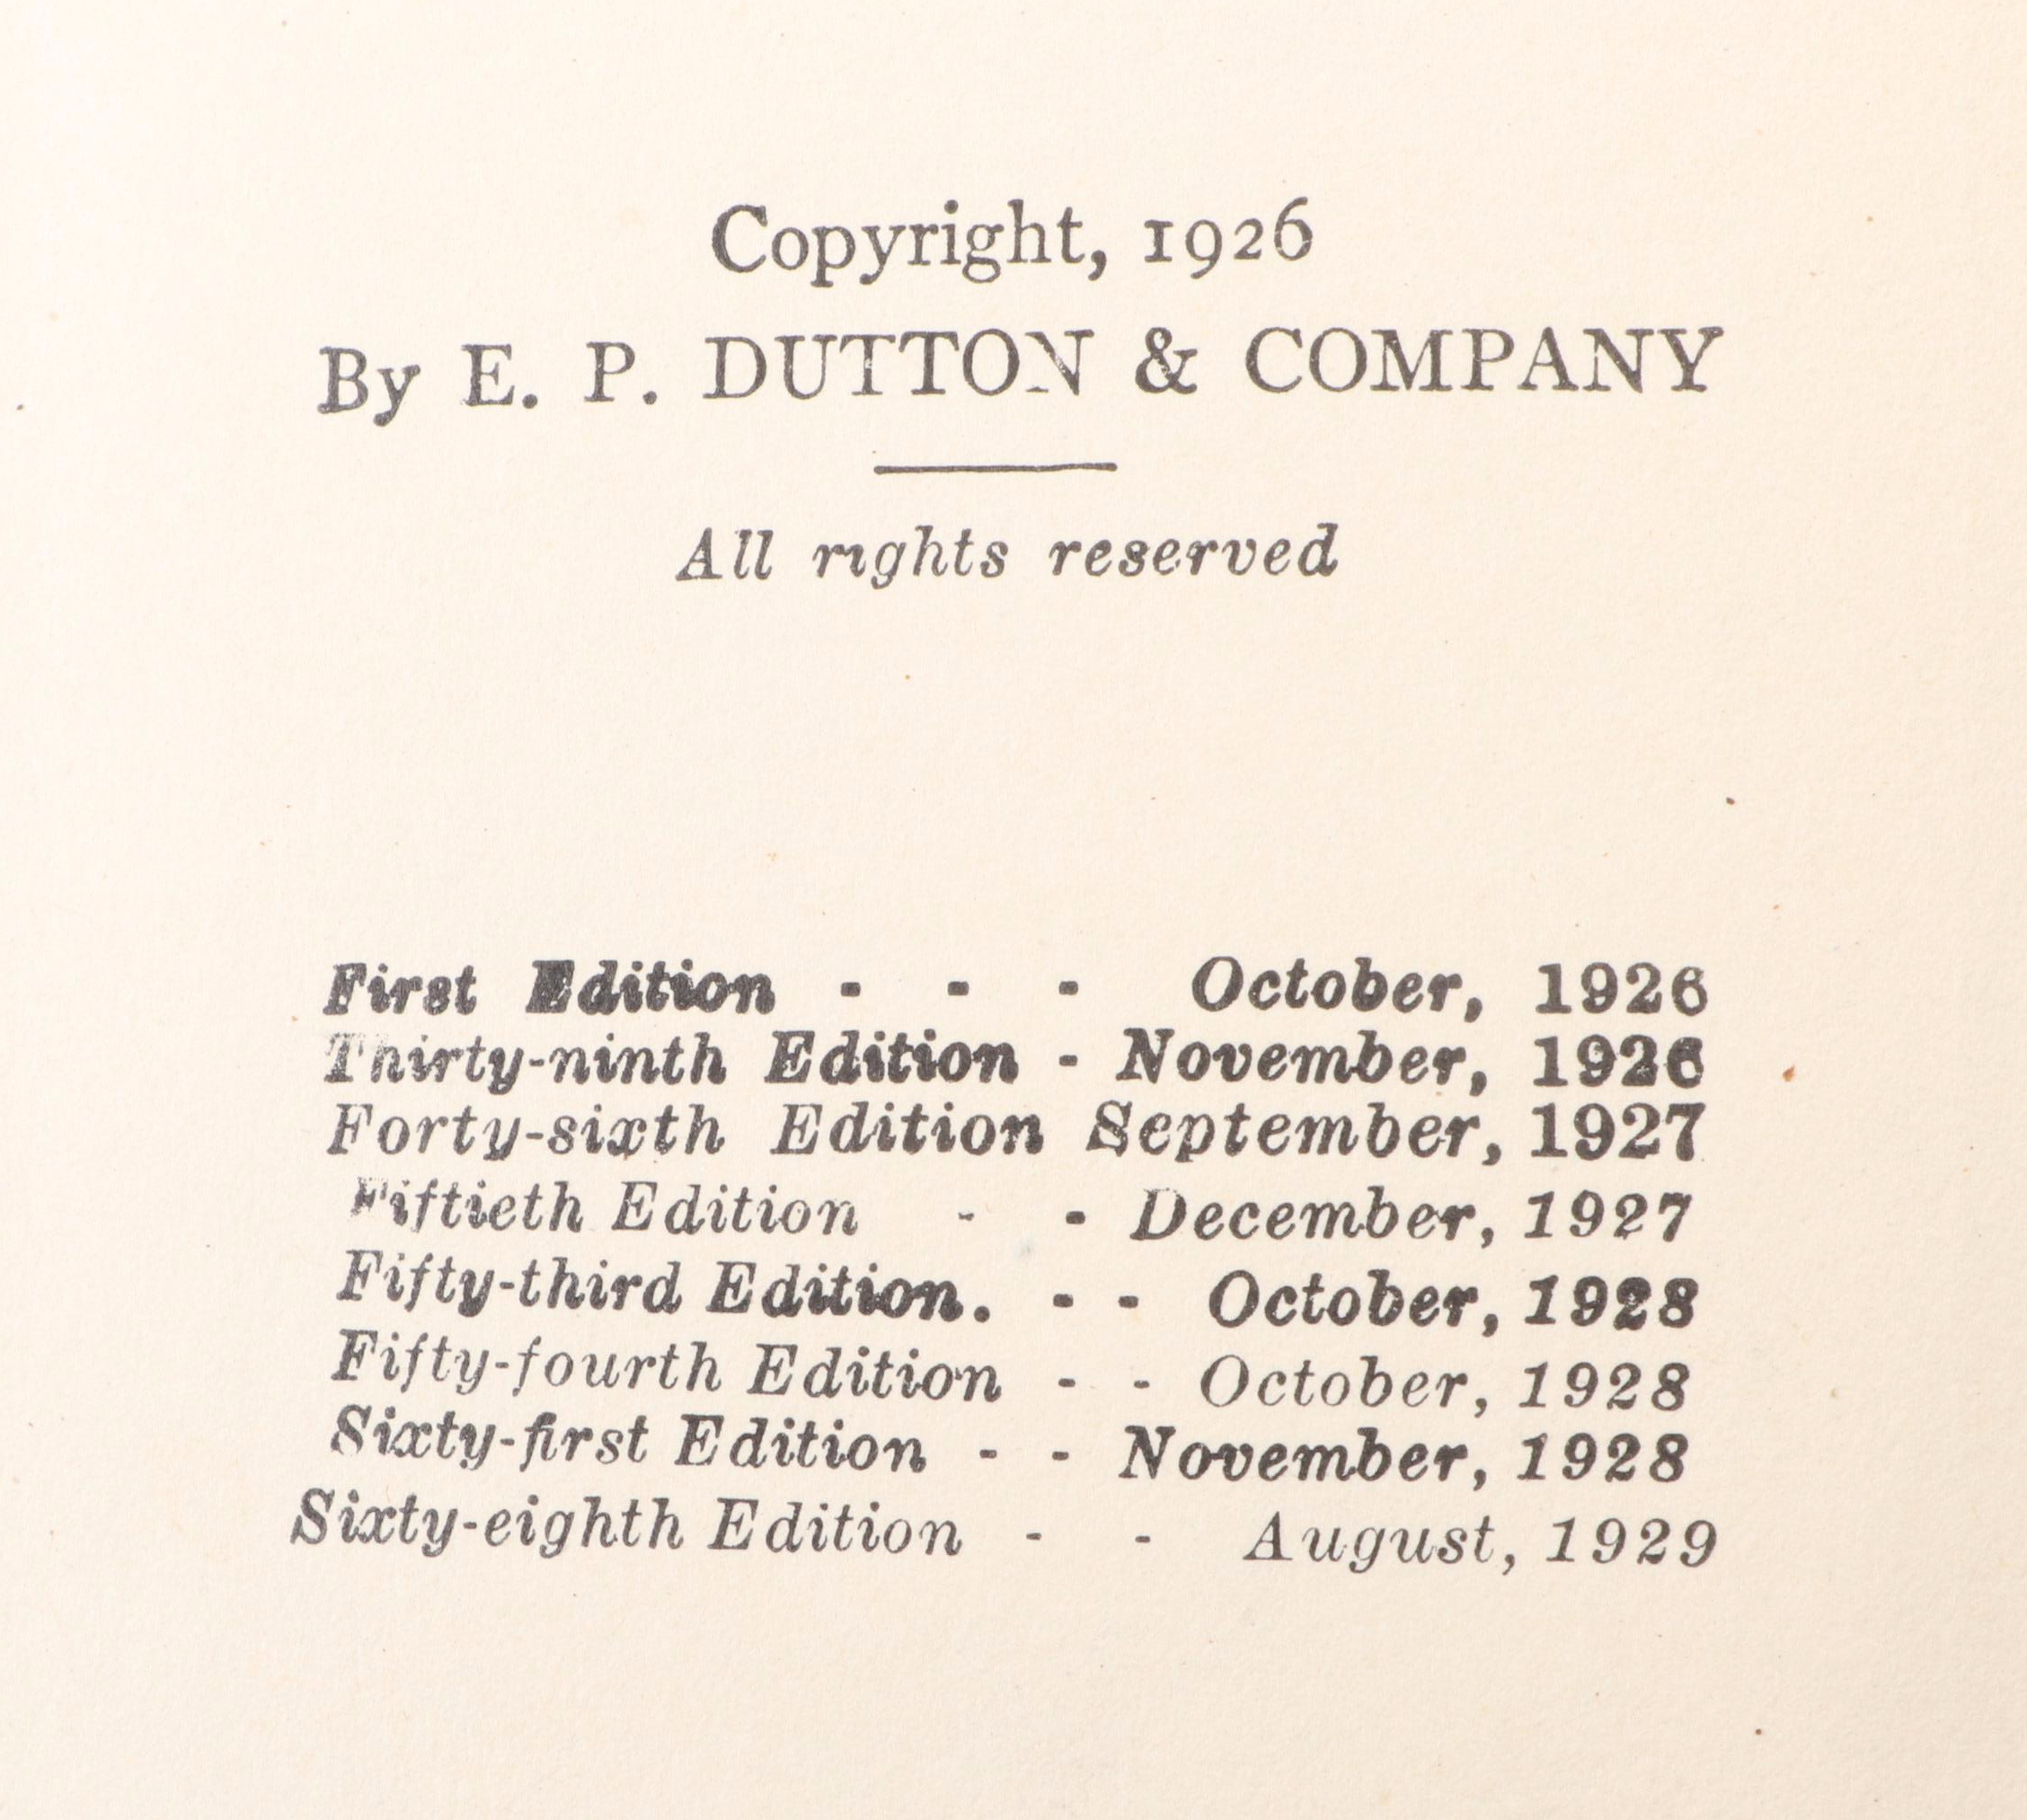 Copyright, 1926
By E. P. DUTTON & COMPANY
All rights reserved
First Edition - - - October, 1926
Thirty-ninth Edition - November, 1926
Forty-sixth Edition September, 1927
Fiftieth Edition - - December, 1927
Fifty-third Edition. - - October, 1928
Fifty-fourth Edition - - October, 1928
Sixty-first Edition - - November, 1928
Sixty-eighth Edition - - August, 1929